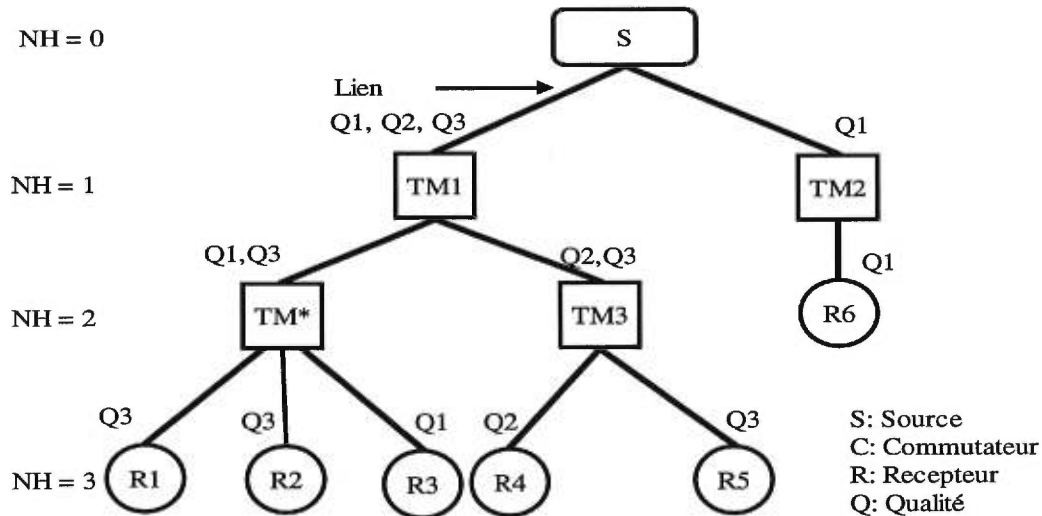 NH = 0
S
Lien
Q1, Q2, Q3
Q1
NH = 1
TM1
TM2
Q1,Q3
Q2,Q3
Q1
NH = 2
TM*
TM3
R6
Q3
Q3
Q1
Q2
Q3
NH = 3
R1
R2
R3
R4
R5
S: Source
C: Commutateur
R: Recepteur
Q: Qualité